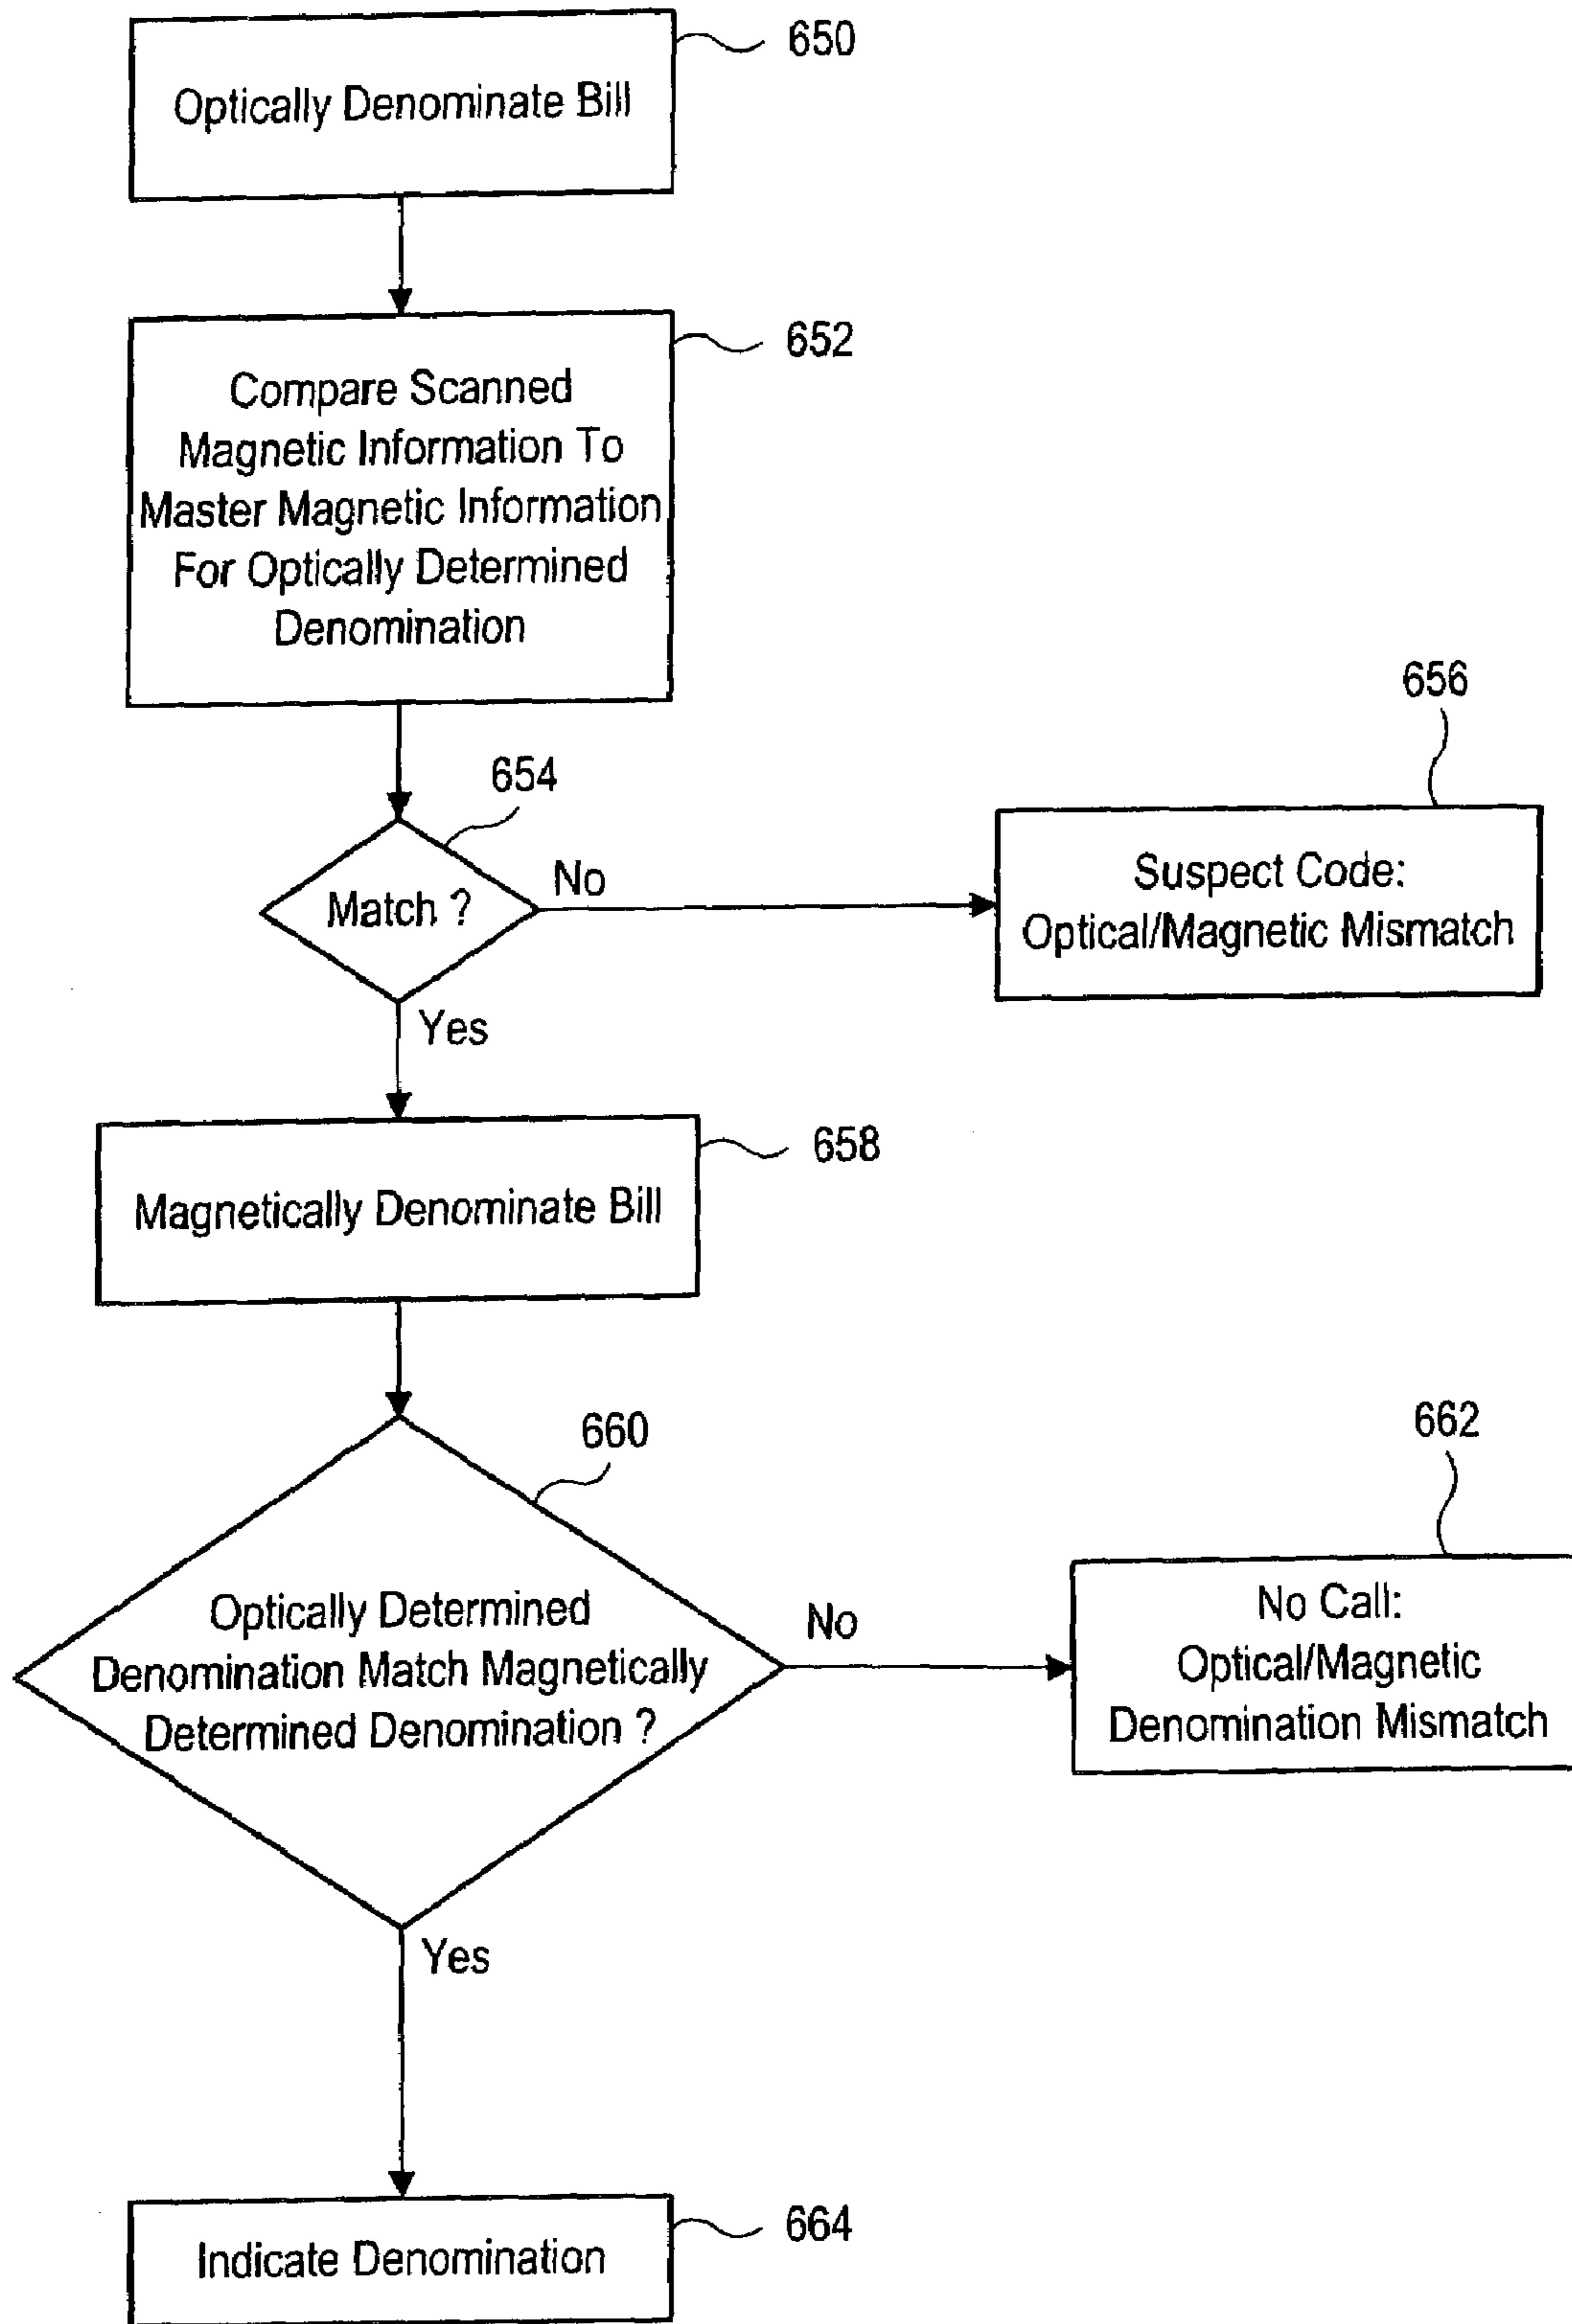 650
Optically Denominate Bill
652
Compare Scanned
Magnetic Information To
Master Magnetic Information
For Optically Determined
Denomination
656
654
Match ?
No
Suspect Code:
Optical/Magnetic Mismatch
Yes
658
Magnetically Denominate Bill
660
662
Optically Determined
Denomination Match Magnetically
Determined Denomination ?
No
No Call:
Optical/Magnetic
Denomination Mismatch
Yes
664
Indicate Denomination